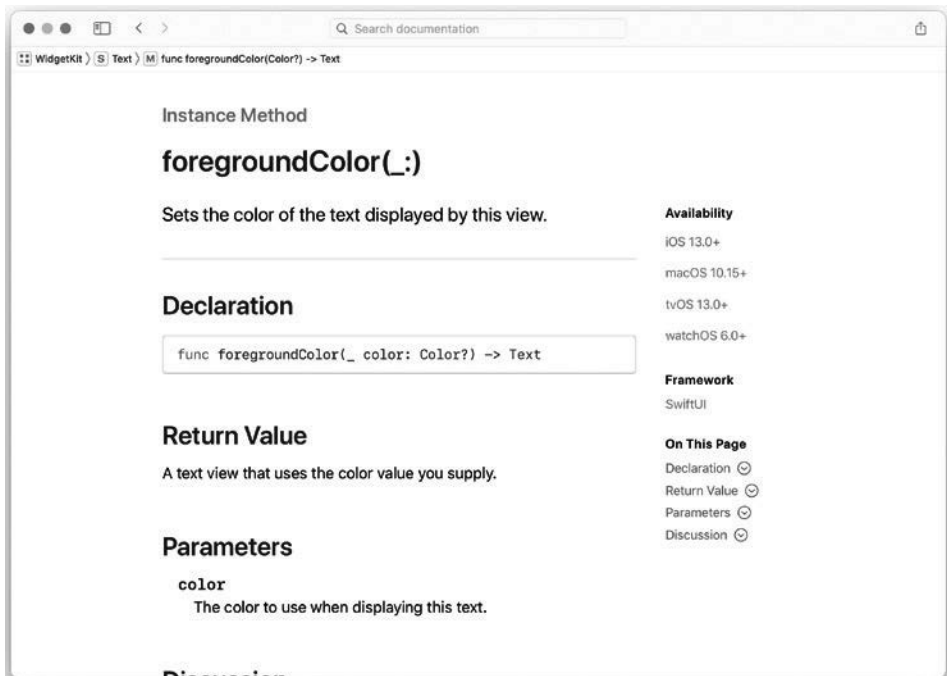 Search documentation
WidgetKit 〉 S Text 〉 M func foregroundColor(Color?) -> Text
Instance Method
foregroundColor(_:)
Sets the color of the text displayed by this view.
Declaration
func foregroundColor(_ color: Color?) -> Text
Return Value
A text view that uses the color value you supply.
Parameters
color
The color to use when displaying this text.
Discussion
Availability
iOS 13.0+
macOS 10.15+
tvOS 13.0+
watchOS 6.0+
Framework
SwiftUI
On This Page
Declaration
Return Value
Parameters
Discussion